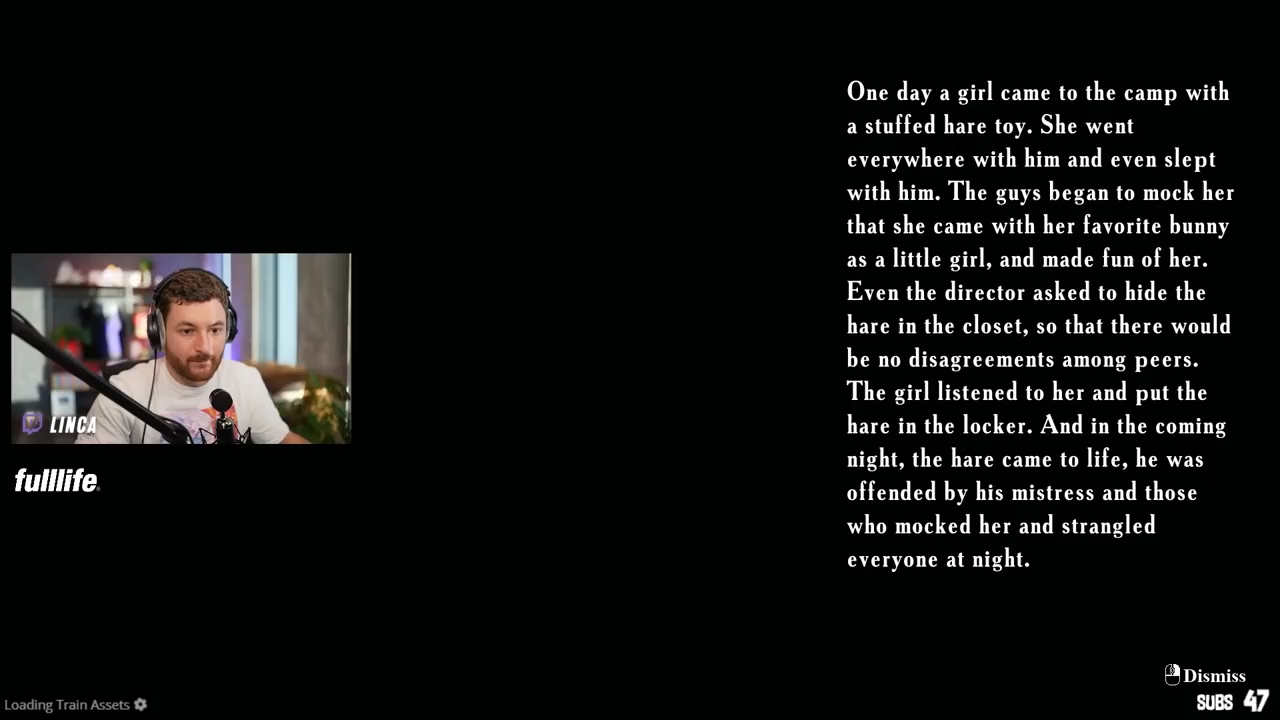 One day a girl came to the camp with
a stuffed hare toy. She went
everywhere with him and even slept
with him. The guys began to mock her
that she came with her favorite bunny
as a little girl, and made fun of her.
Even the director asked to hide the
hare in the closet, so that there would
be no disagreements among peers.
The girl listened to her and put the
hare in the locker. And in the coming
night, the hare came to life, he was
offended by his mistress and those
who mocked her and strangled
everyone at night.
LINCA
fulllife
Dismiss
SUBS 47
Loading Train Assets